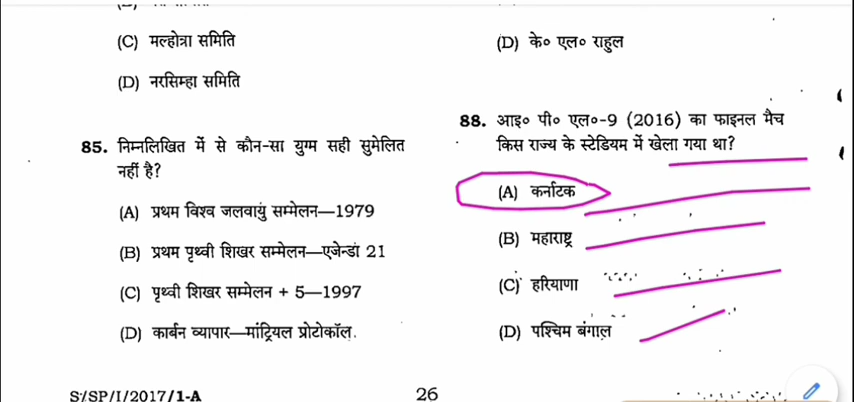 (C) मल्होत्रा समिति
(D) नरसिम्हा समिति
85. निम्नलिखित में से कौन-सा युग्म सही सुमेलित
नहीं है?
(A) प्रथम विश्व जलवायु सम्मेलन—1979
(B) प्रथम पृथ्वी शिखर सम्मेलन—एजेन्डा 21
(C) पृथ्वी शिखर सम्मेलन + 5—1997
(D) कार्बन व्यापार—मांट्रियल प्रोटोकॉल
S/SP/I/2017/1-A
26
(D) के० एल० राहुल
88. आइ० पी० एल०-9 (2016) का फाइनल मैच
किस राज्य के स्टेडियम में खेला गया था?
(A) कर्नाटक
(B) महाराष्ट्र
(C) हरियाणा
(D) पश्चिम बंगाल